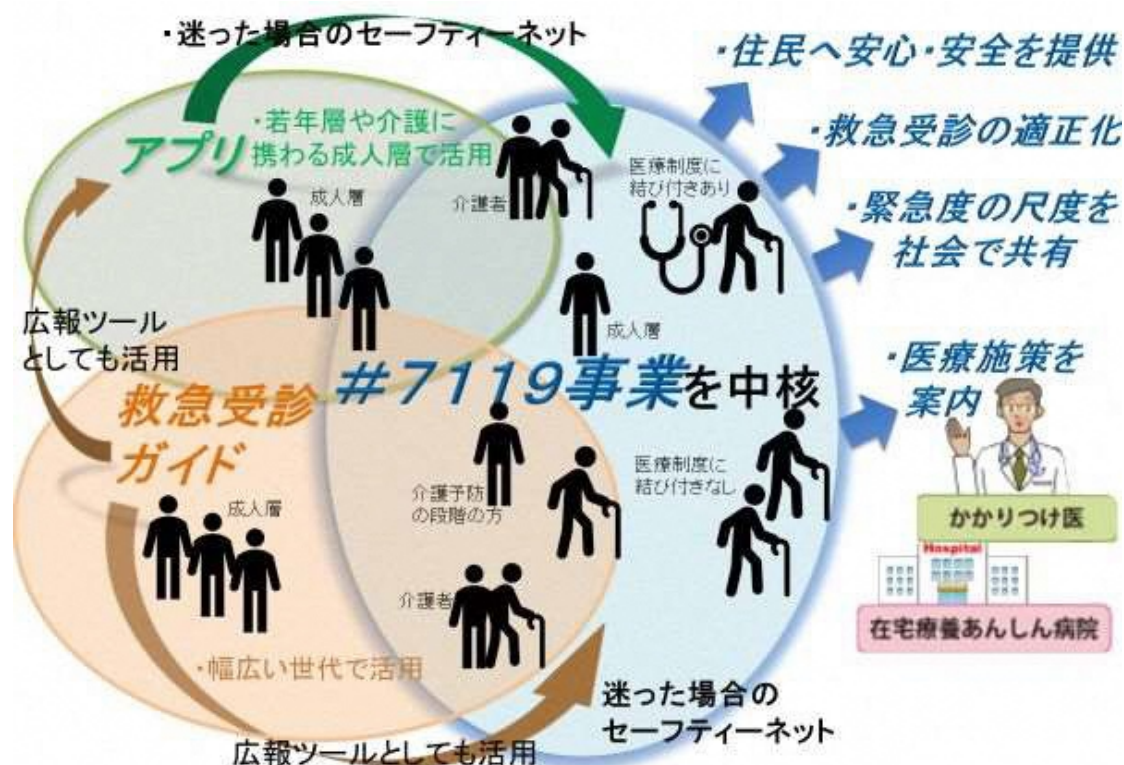 ・迷った場合のセーフティーネット
・住民へ安心・安全を提供
・救急受診の適正化
・緊急度の尺度を
社会で共有
・医療施策を
案内
アプリ
・若年層や介護に
携わる成人層で活用
成人層
介護者
医療制度に
結び付きあり
成人層
広報ツール
としても活用
#7119事業を中核
救急受診
ガイド
成人層
介護予防
の段階の方
医療制度に
結び付きなし
介護者
・幅広い世代で活用
かかりつけ医
Hospital
在宅療養あんしん病院
迷った場合の
セーフティーネット
広報ツールとしても活用